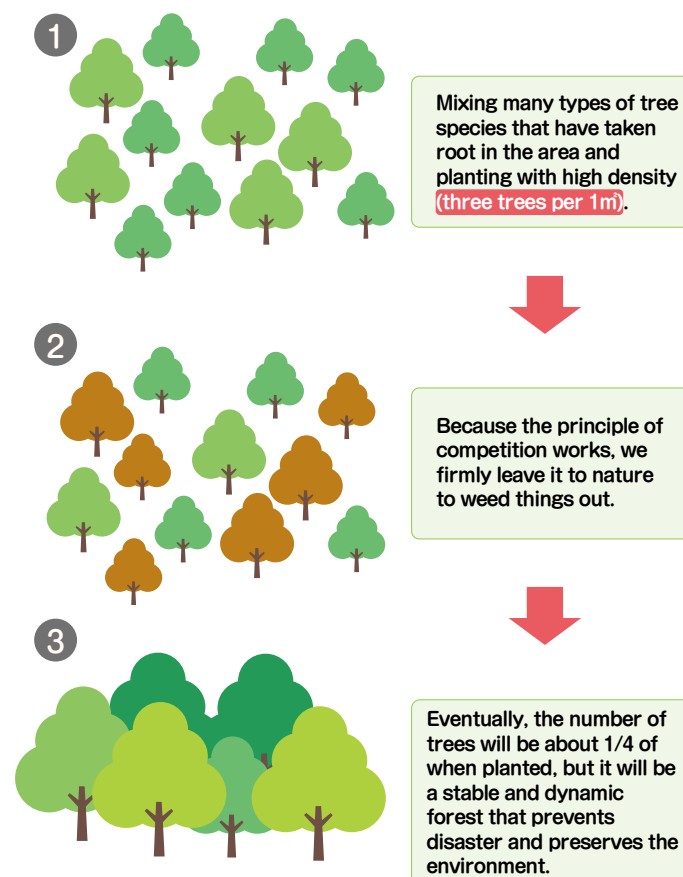 1
Mixing many types of tree
species that have taken
root in the area and
planting with high density
(three trees per 1㎡).
2
Because the principle of
competition works, we
firmly leave it to nature
to weed things out.
3
Eventually, the number of
trees will be about 1/4 of
when planted, but it will be
a stable and dynamic
forest that prevents
disaster and preserves the
environment.